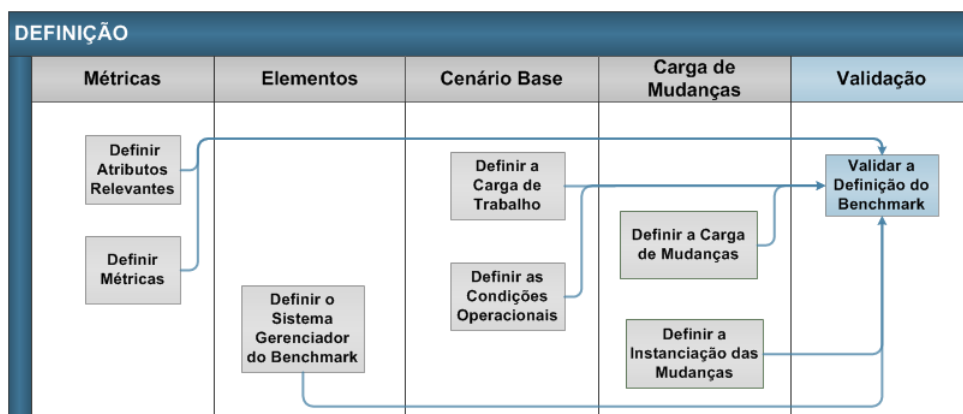 DEFINIÇÃO
Métricas
Elementos
Cenário Base
Carga de
Mudanças
Validação
Definir
Atributos
Relevantes
Definir
Métricas
Definir o
Sistema
Gerenciador
do Benchmark
Definir a
Carga de
Trabalho
Definir as
Condições
Operacionais
Definir a Carga
de Mudanças
Definir a
Instanciação das
Mudanças
Validar a
Definição do
Benchmark